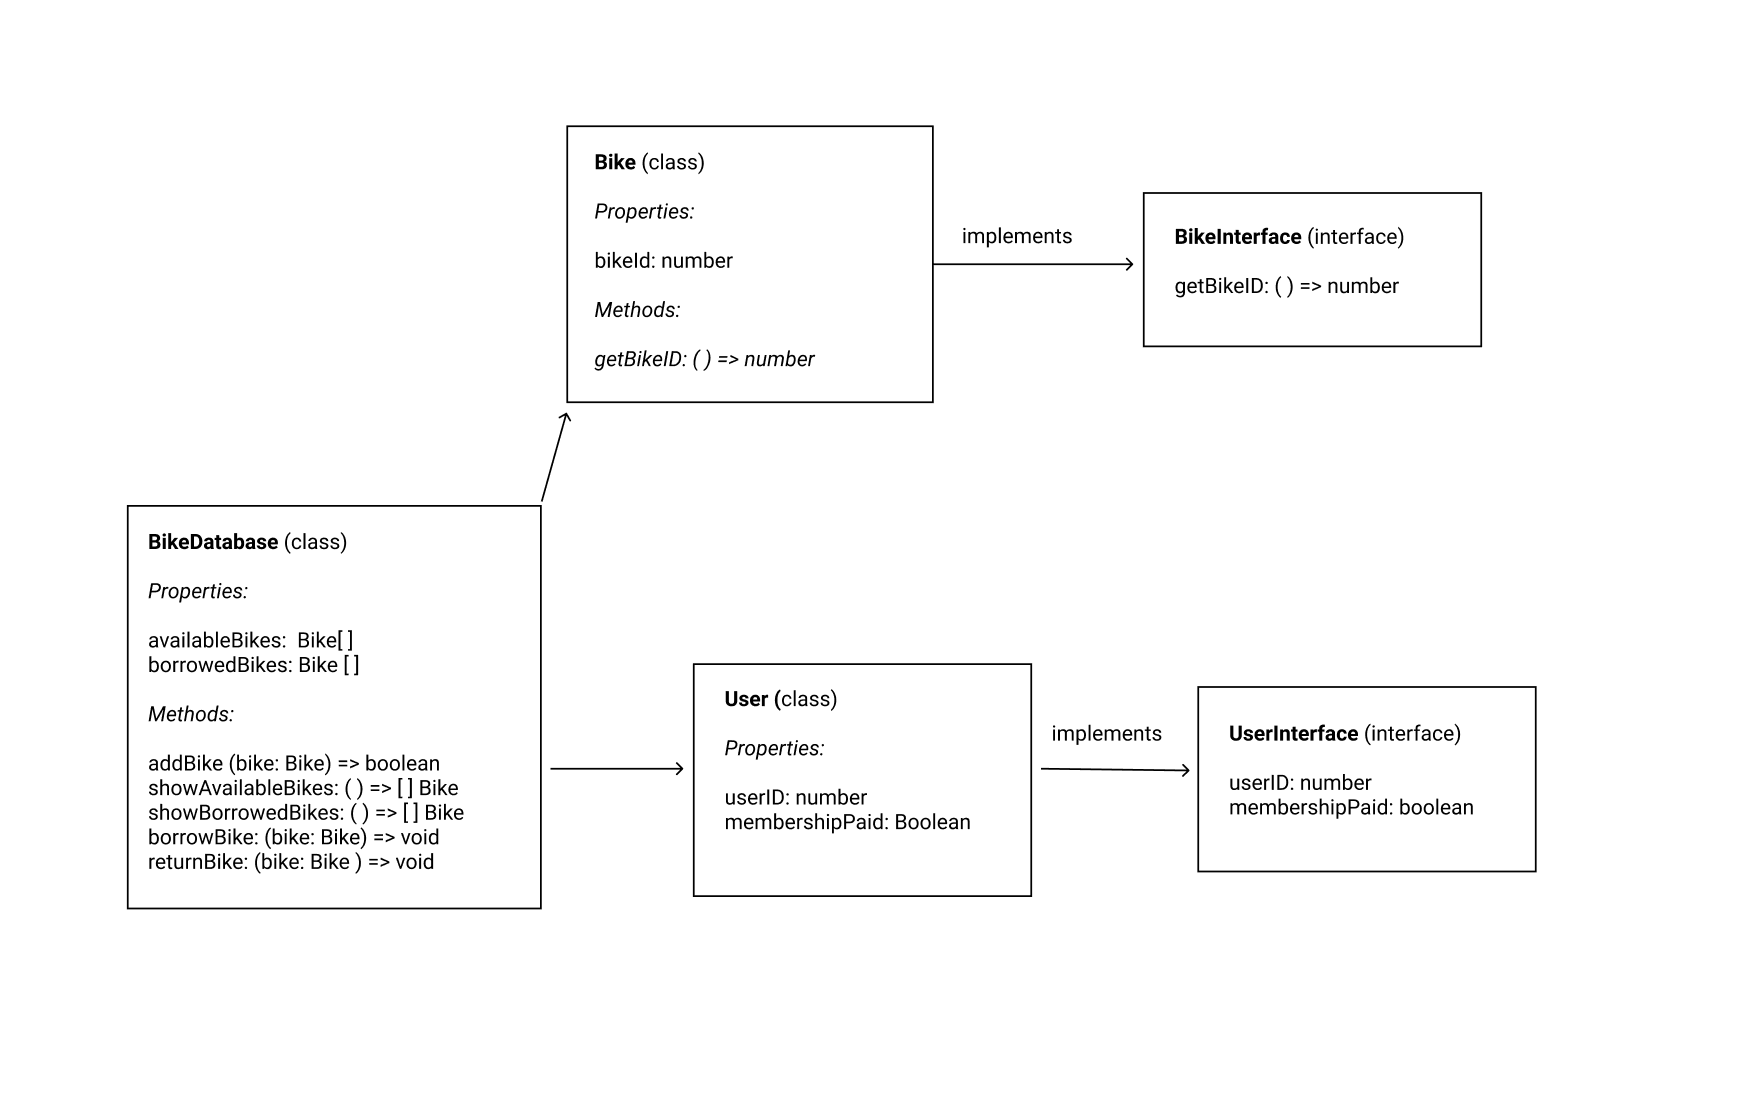 Bike (class)
Properties:
bikeId: number
Methods:
getBikeID: ( ) => number
implements
BikeInterface (interface)
getBikeID: ( ) => number
BikeDatabase (class)
Properties:
availableBikes:  Bike[ ]
borrowedBikes: Bike [ ]
Methods:
addBike (bike: Bike) => boolean
showAvailableBikes: ( ) => [ ] Bike
showBorrowedBikes: ( ) => [ ] Bike
borrowBike: (bike: Bike) => void
returnBike: (bike: Bike ) => void
User (class)
Properties:
userID: number
membershipPaid: Boolean
implements
UserInterface (interface)
userID: number
membershipPaid: boolean